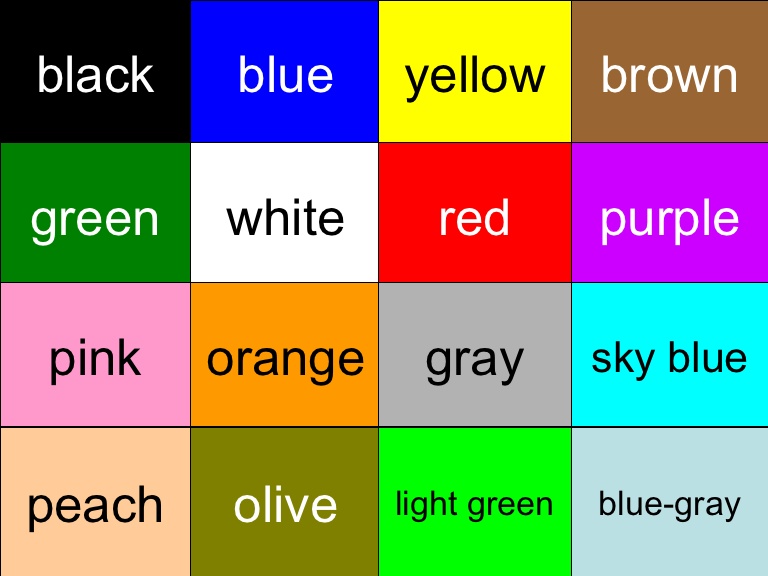 black
blue
yellow
brown
green
white
red
purple
pink
orange
gray
sky blue
peach
olive
light green
blue-gray